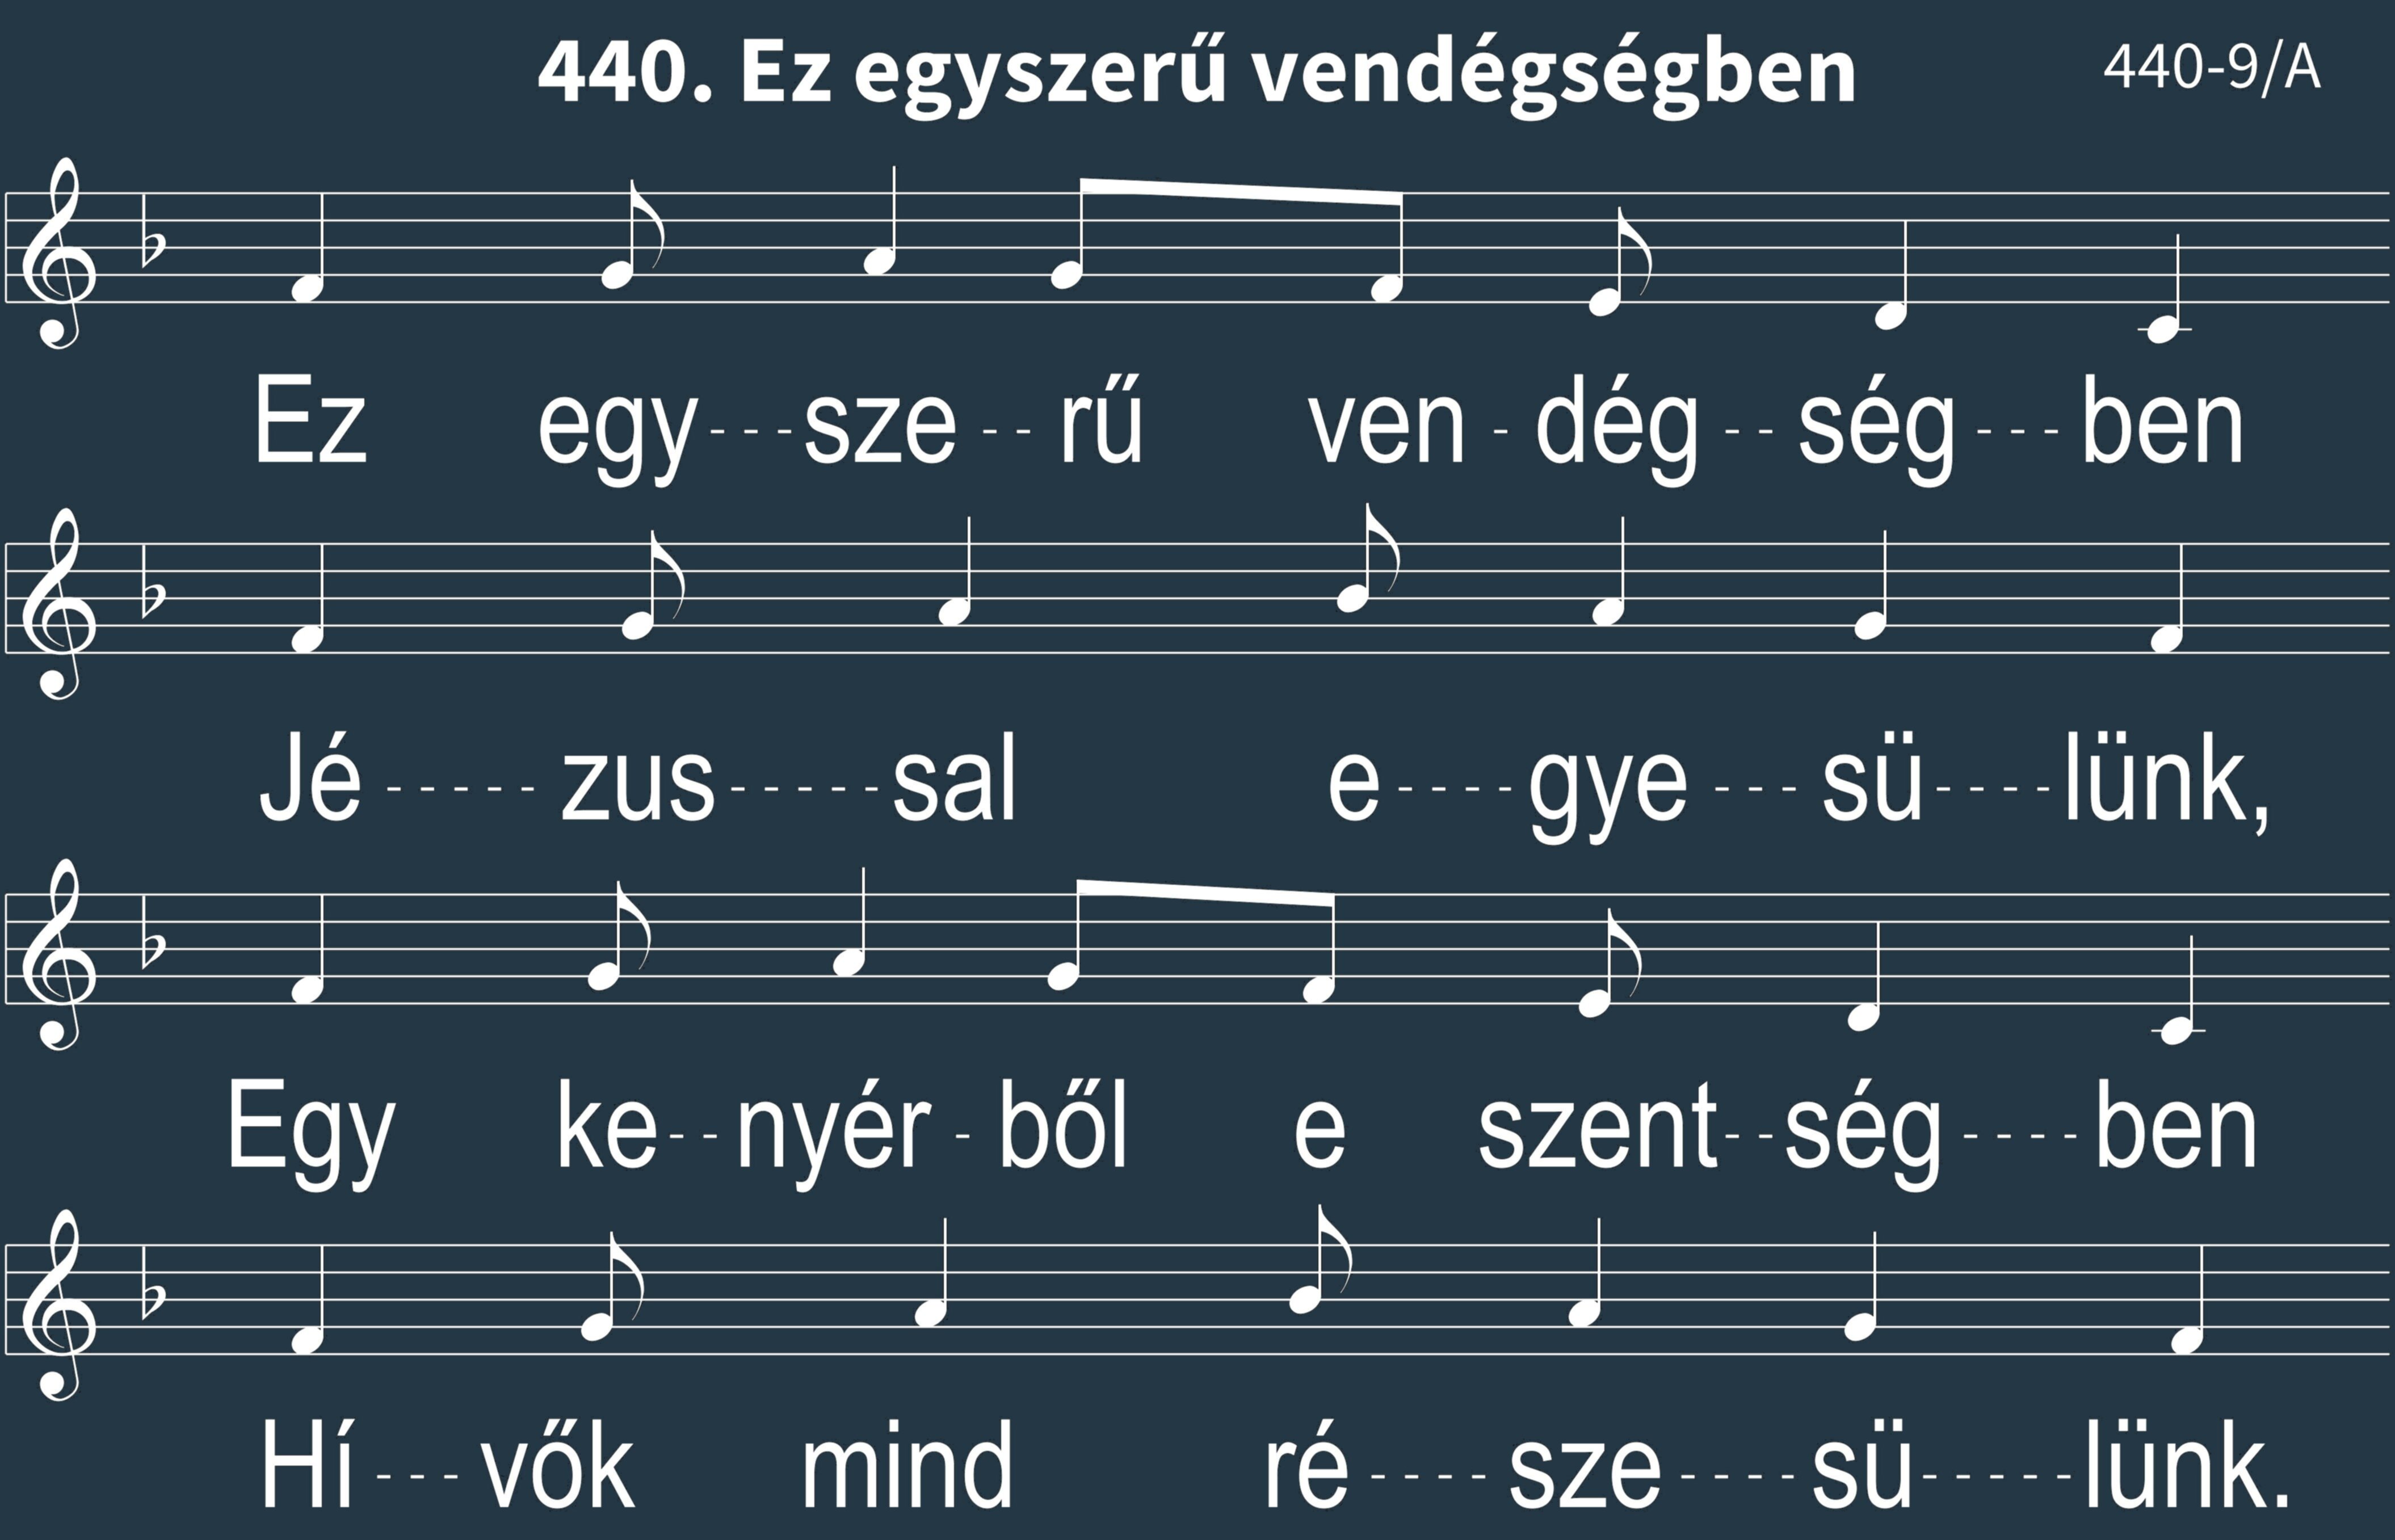 440. Ez egyszerű vendégségben 440-9/A
Ez egy---sze--rű ven-dég--ség---ben
Jé-----zus-----sal e----gye---sü----lünk,
Egy ke--nyér-ből e szent--ség----ben
Hí---vők mind ré----sze----sü-----lünk.